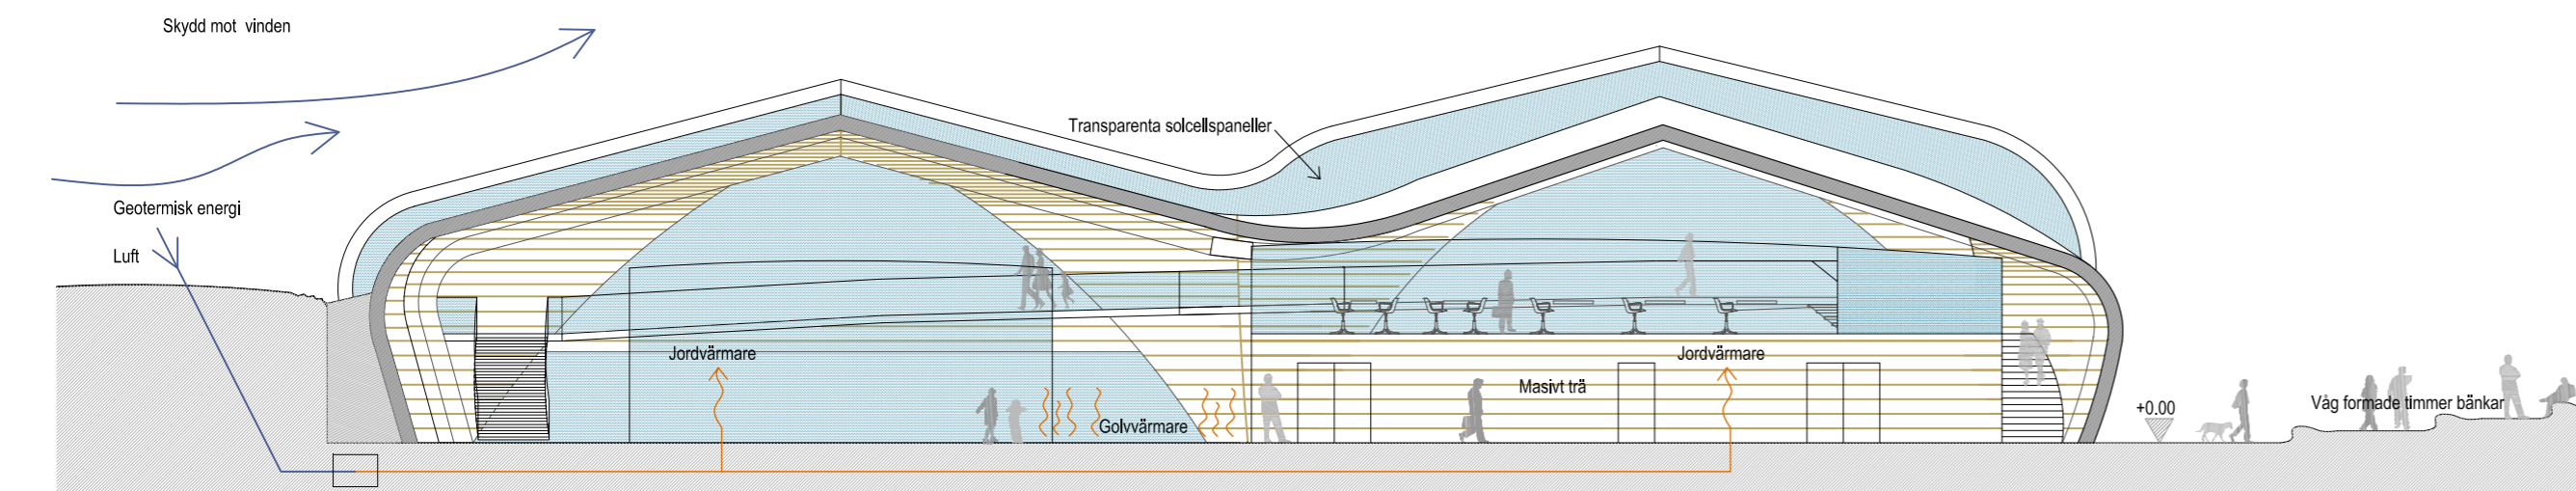 Skydd mot vinden
Transparenta solcellspaneller
Geotermisk energi
Luft
Jordvärmare
Jordvärmare
Masivt trä
Golvvärmare
+0.00
Våg formade timmer bänkar